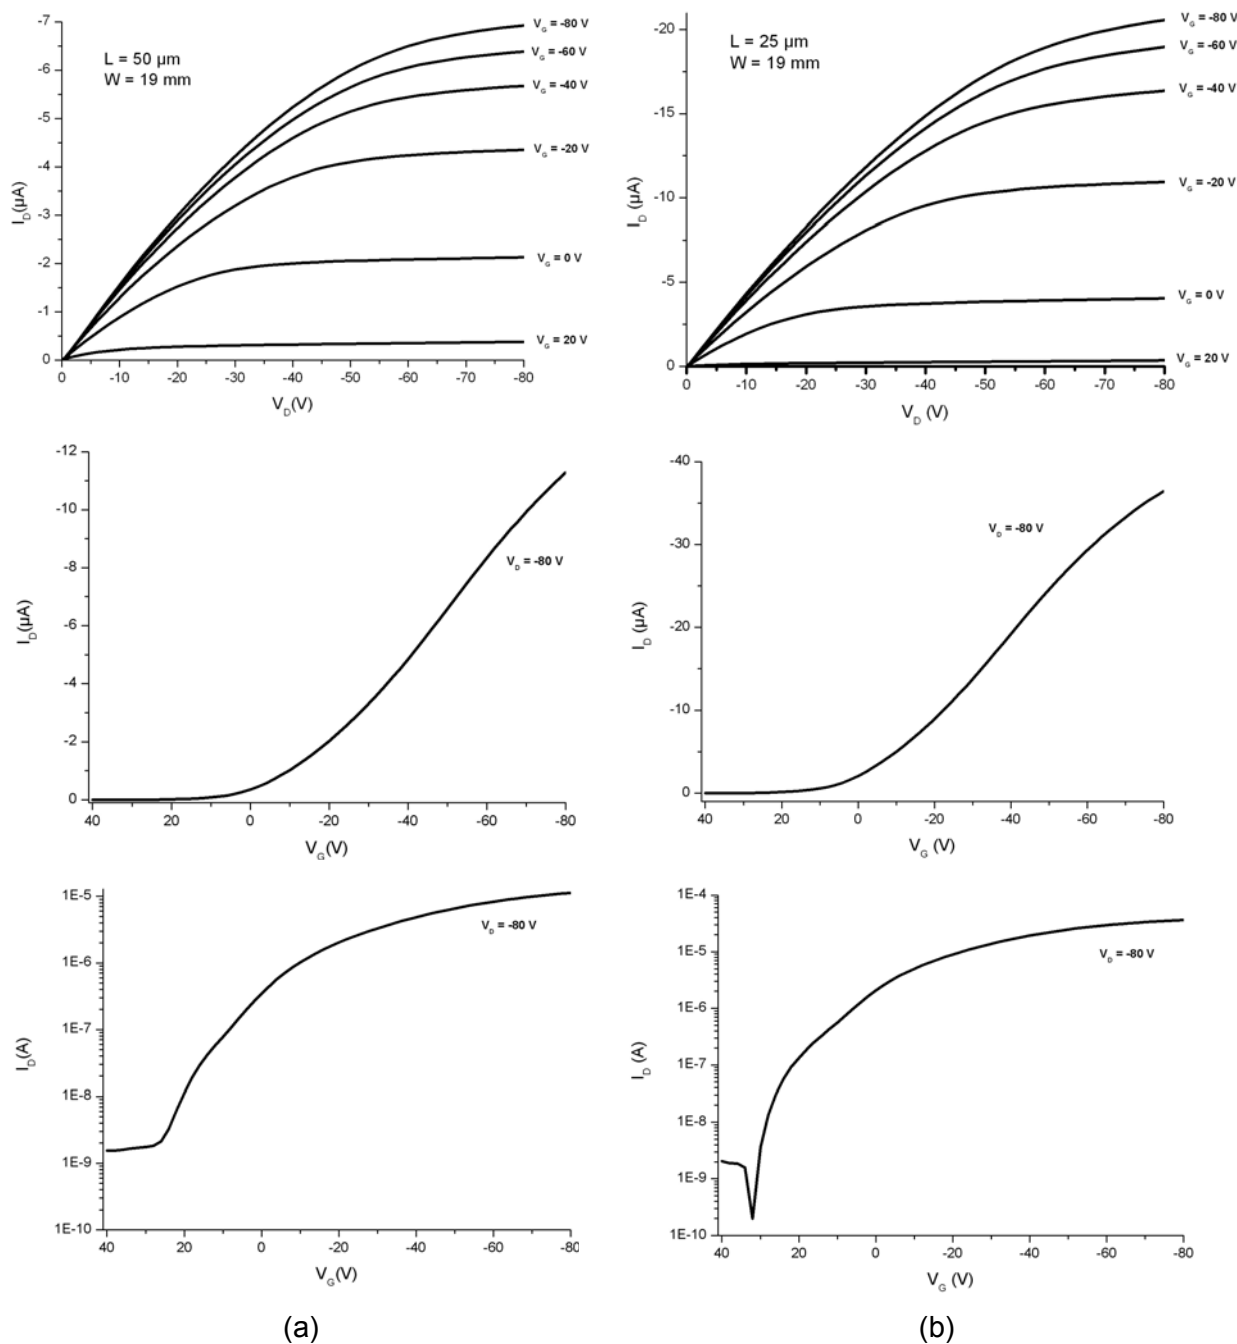 L = 50 µm
W = 19 mm
V_G = -80 V
V_G = -60 V
V_G = -40 V
V_G = -20 V
V_G = 0 V
V_G = 20 V
-7
-6
-5
-4
-3
-2
-1
0
I_D(µA)
0 -10 -20 -30 -40 -50 -60 -70 -80
V_D(V)
L = 25 µm
W = 19 mm
V_G = -80 V
V_G = -60 V
V_G = -40 V
V_G = -20 V
V_G = 0 V
V_G = 20 V
-20
-15
-10
-5
0
I_D (µA)
0 -10 -20 -30 -40 -50 -60 -70 -80
V_D (V)
-12
-10
-8
-6
-4
-2
0
I_D(µA)
V_D = -80 V
40 20 0 -20 -40 -60 -80
V_G(V)
-40
-30
-20
-10
0
I_D (µA)
V_D = -80 V
40 20 0 -20 -40 -60 -80
V_G (V)
1E-5
1E-6
1E-7
1E-8
1E-9
1E-10
I_D(A)
V_D = -80 V
40 20 0 -20 -40 -60 -80
V_G(V)
1E-4
1E-5
1E-6
1E-7
1E-8
1E-9
1E-10
I_D (A)
V_D = -80 V
40 20 0 -20 -40 -60 -80
V_G (V)
(a)
(b)